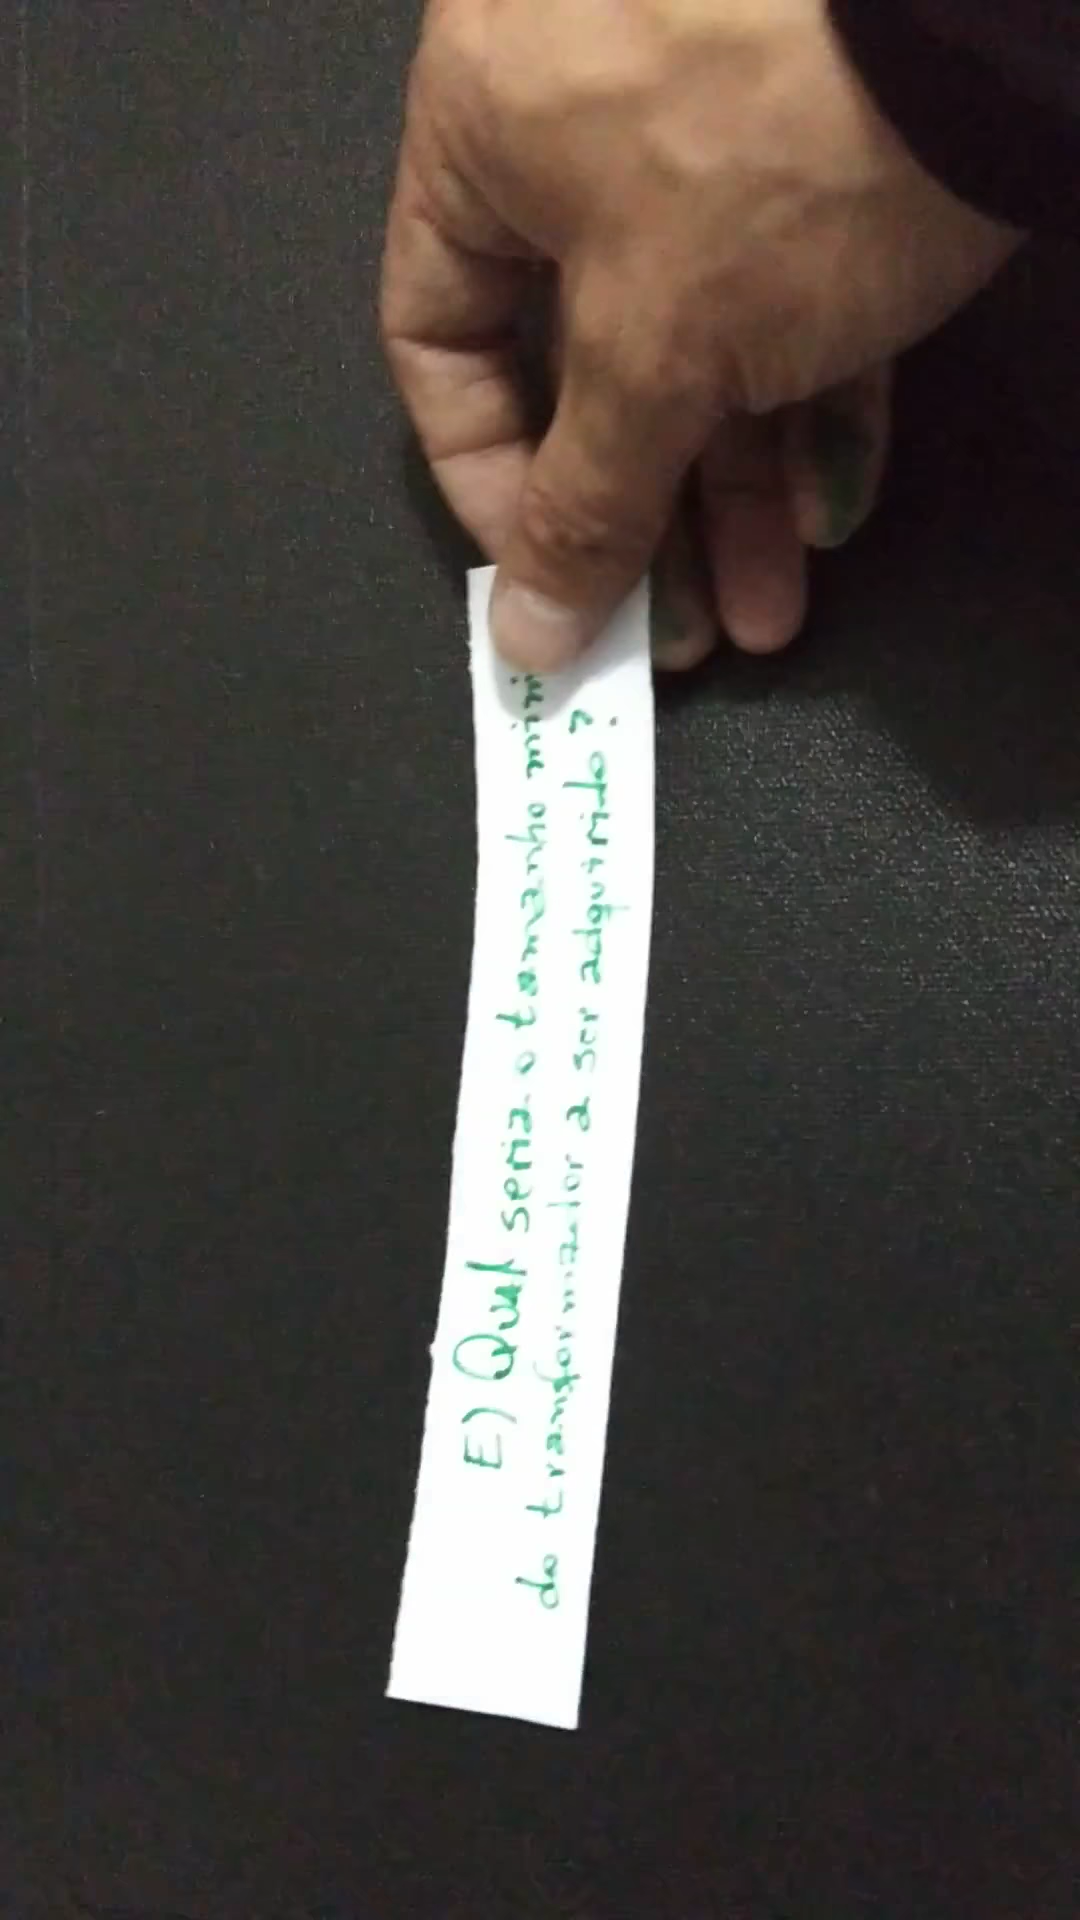 E) Qual seria o tamanho míni
do transformador a ser adquirido?